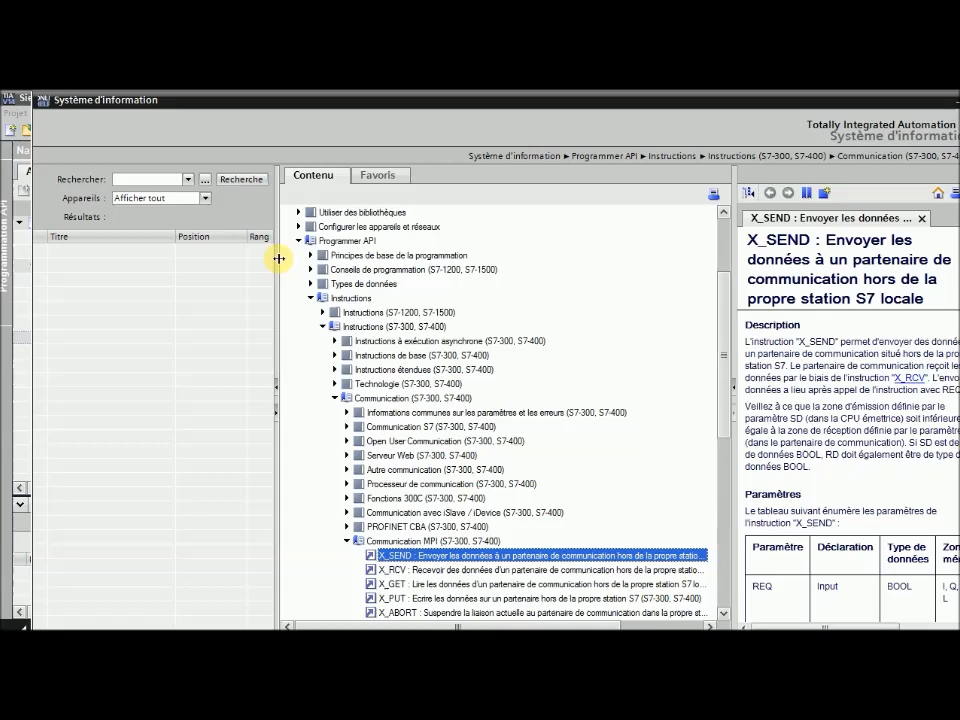 TIA
V14
Sie
Système d'information
Projet
Totally Integrated Automation
Système d'informatio
Na
Système d'information ▸ Programmer API ▸ Instructions ▸ Instructions (S7-300, S7-400) ▸ Communication (S7-300, S7-4
Rechercher:
...
Recherche
Appareils :
Afficher tout
Résultats :
Titre
Position
Rang
Programmation API
Contenu
Favoris
Utiliser des bibliothèques
Configurer les appareils et réseaux
Programmer API
Principes de base de la programmation
Conseils de programmation (S7-1200, S7-1500)
Types de données
Instructions
Instructions (S7-1200, S7-1500)
Instructions (S7-300, S7-400)
Instructions à exécution asynchrone (S7-300, S7-400)
Instructions de base (S7-300, S7-400)
Instructions étendues (S7-300, S7-400)
Technologie (S7-300, S7-400)
Communication (S7-300, S7-400)
Informations communes sur les paramètres et les erreurs (S7-300, S7-400)
Communication S7 (S7-300, S7-400)
Open User Communication (S7-300, S7-400)
Serveur Web (S7-300, S7-400)
Autre communication (S7-300, S7-400)
Processeur de communication (S7-300, S7-400)
Fonctions 300C (S7-300, S7-400)
Communication avec iSlave / iDevice (S7-300, S7-400)
PROFINET CBA (S7-300, S7-400)
Communication MPI (S7-300, S7-400)
X_SEND : Envoyer les données à un partenaire de communication hors de la propre statio...
X_RCV : Recevoir des données d'un partenaire de communication hors de la propre statio...
X_GET : Lire les données d'un partenaire de communication hors de la propre station S7 lo...
X_PUT : Ecrire les données sur un partenaire hors de la propre station S7 (S7-300, S7-400)
X_ABORT : Suspendre la liaison actuelle au partenaire de communication dans la propre st...
X_SEND : Envoyer les données ...
X_SEND : Envoyer les
données à un partenaire de
communication hors de la
propre station S7 locale
Description
L'instruction "X_SEND" permet d'envoyer des donné
un partenaire de communication situé hors de la pro
station S7. Le partenaire de communication reçoit le
données par le biais de l'instruction "X_RCV". L'envo
données a lieu après appel de l'instruction avec REQ
Veillez à ce que la zone d'émission définie par le
paramètre SD (dans la CPU émettrice) soit inférieure
égale à la zone de réception définie par le paramètre
(dans le partenaire de communication). Si SD est de
de données BOOL, RD doit également être de type d
données BOOL.
Paramètres
Le tableau suivant énumère les paramètres de
l'instruction "X_SEND" :
Paramètre
Déclaration
Type de
données
Zon
mé
REQ
Input
BOOL
I, Q,
L